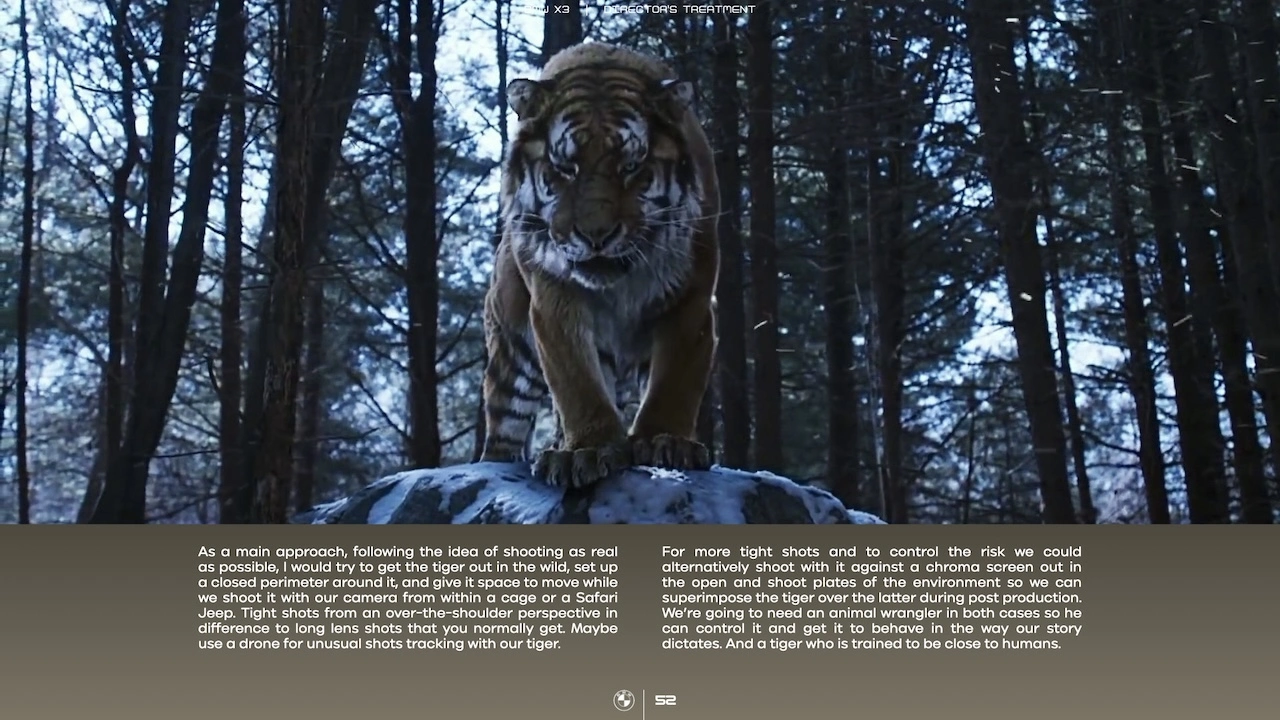 X3 | DIRECTOR'S TREATMENT
As a main approach, following the idea of shooting as real
as possible, I would try to get the tiger out in the wild, set up
a closed perimeter around it, and give it space to move while
we shoot it with our camera from within a cage or a Safari
Jeep. Tight shots from an over-the-shoulder perspective in
difference to long lens shots that you normally get. Maybe
use a drone for unusual shots tracking with our tiger.
For more tight shots and to control the risk we could
alternatively shoot with it against a chroma screen out in
the open and shoot plates of the environment so we can
superimpose the tiger over the latter during post production.
We're going to need an animal wrangler in both cases so he
can control it and get it to behave in the way our story
dictates. And a tiger who is trained to be close to humans.
52